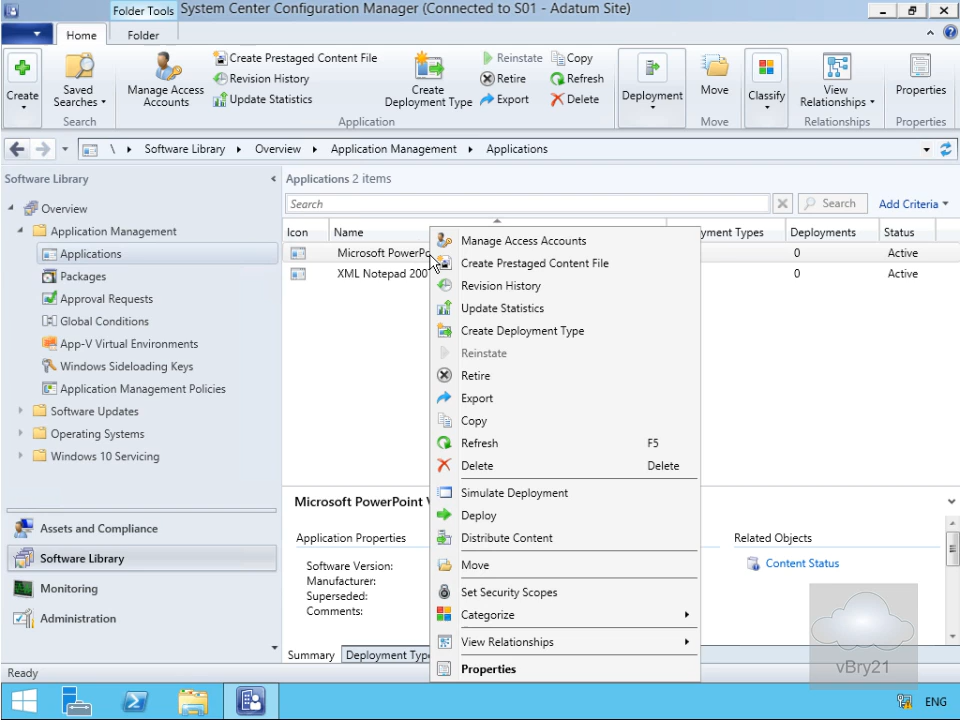 Folder Tools
System Center Configuration Manager (Connected to S01 - Adatum Site)
Home
Folder
Create
Saved Searches
Search
Manage Access Accounts
Create Prestaged Content File
Revision History
Update Statistics
Create Deployment Type
Reinstate
Retire
Export
Copy
Refresh
Delete
Application
Deployment
Move
Move
Classify
View Relationships
Relationships
Properties
Properties
\ Software Library Overview Application Management Applications
Software Library
Overview
Application Management
Applications
Packages
Approval Requests
Global Conditions
App-V Virtual Environments
Windows Sideloading Keys
Application Management Policies
Software Updates
Operating Systems
Windows 10 Servicing
Assets and Compliance
Software Library
Monitoring
Administration
Applications 2 items
Search
Search
Add Criteria
Icon Name yment Types Deployments Status
Microsoft PowerPo 0 Active
XML Notepad 200 0 Active
Manage Access Accounts
Create Prestaged Content File
Revision History
Update Statistics
Create Deployment Type
Reinstate
Retire
Export
Copy
Refresh F5
Delete Delete
Simulate Deployment
Deploy
Distribute Content
Move
Set Security Scopes
Categorize
View Relationships
Properties
Microsoft PowerPoint V
Application Properties
Software Version:
Manufacturer:
Superseded:
Comments:
Related Objects
Content Status
Summary Deployment Type
vBry21
Ready
ENG